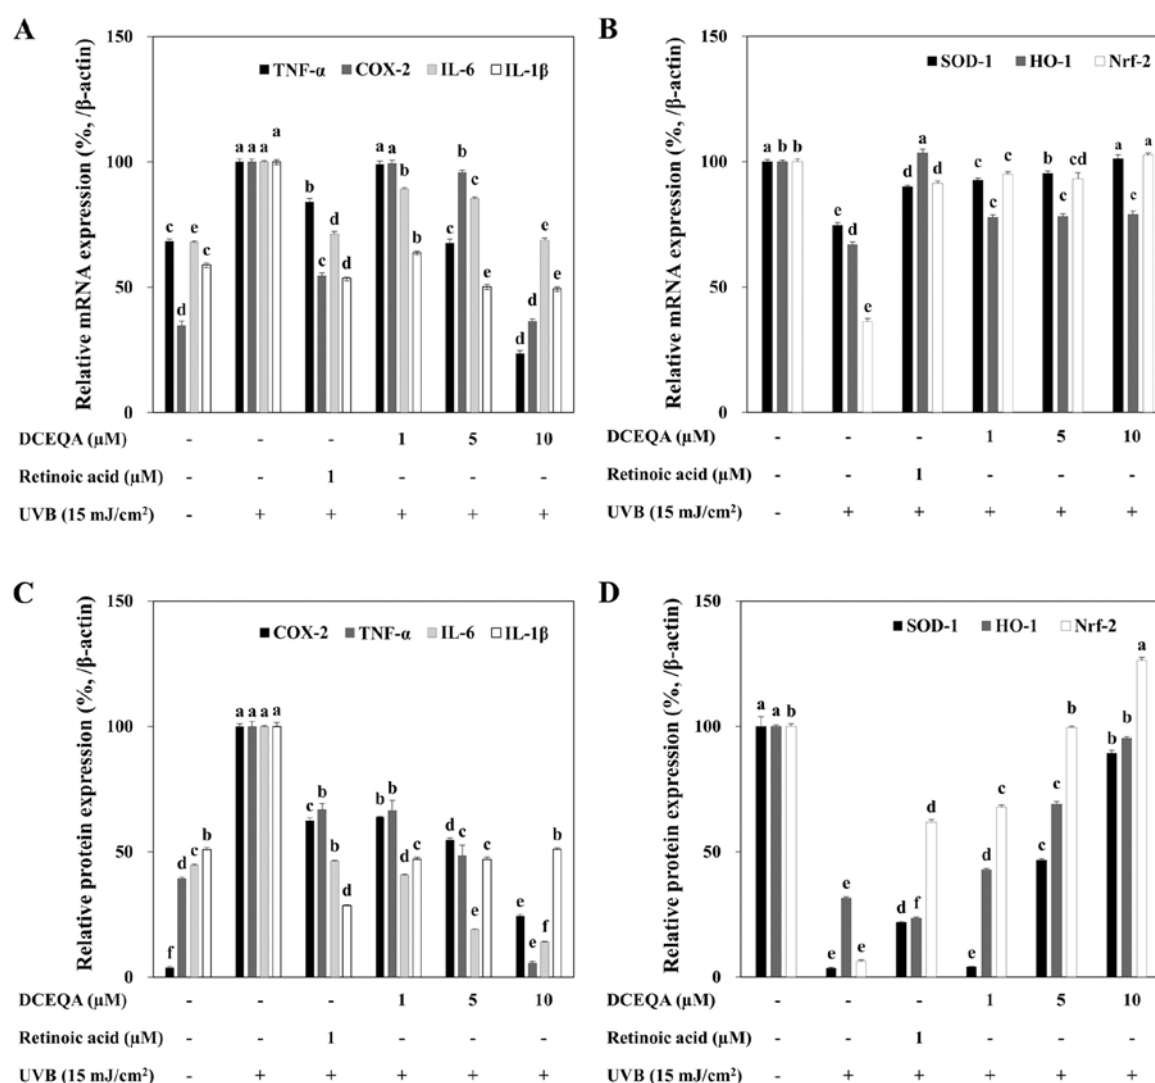 A
Relative mRNA expression (%, /β-actin)
150
100
50
0
TNF-α COX-2 IL-6 IL-1β
c d e c
a a a a
b c d d
a a b b
c b c e
d d e e
DCEQA (µM) - - - 1 5 10
Retinoic acid (µM) - - 1 - - -
UVB (15 mJ/cm²) - + + + + +
B
Relative mRNA expression (%, /β-actin)
150
100
50
0
SOD-1 HO-1 Nrf-2
a b b
e d e
d a d
c c c
b c cd
a c a
DCEQA (µM) - - - 1 5 10
Retinoic acid (µM) - - 1 - - -
UVB (15 mJ/cm²) - + + + + +
C
Relative protein expression (%, /β-actin)
150
100
50
0
COX-2 TNF-α IL-6 IL-1β
f d c b
a a a a
c b b d
b b d c
d c e c
e e f b
DCEQA (µM) - - - 1 5 10
Retinoic acid (µM) - - 1 - - -
UVB (15 mJ/cm²) - + + + + +
D
Relative protein expression (%, /β-actin)
150
100
50
0
SOD-1 HO-1 Nrf-2
a a b
e e e
d f d
e d c
c c b
b b a
DCEQA (µM) - - - 1 5 10
Retinoic acid (µM) - - 1 - - -
UVB (15 mJ/cm²) - + + + + +